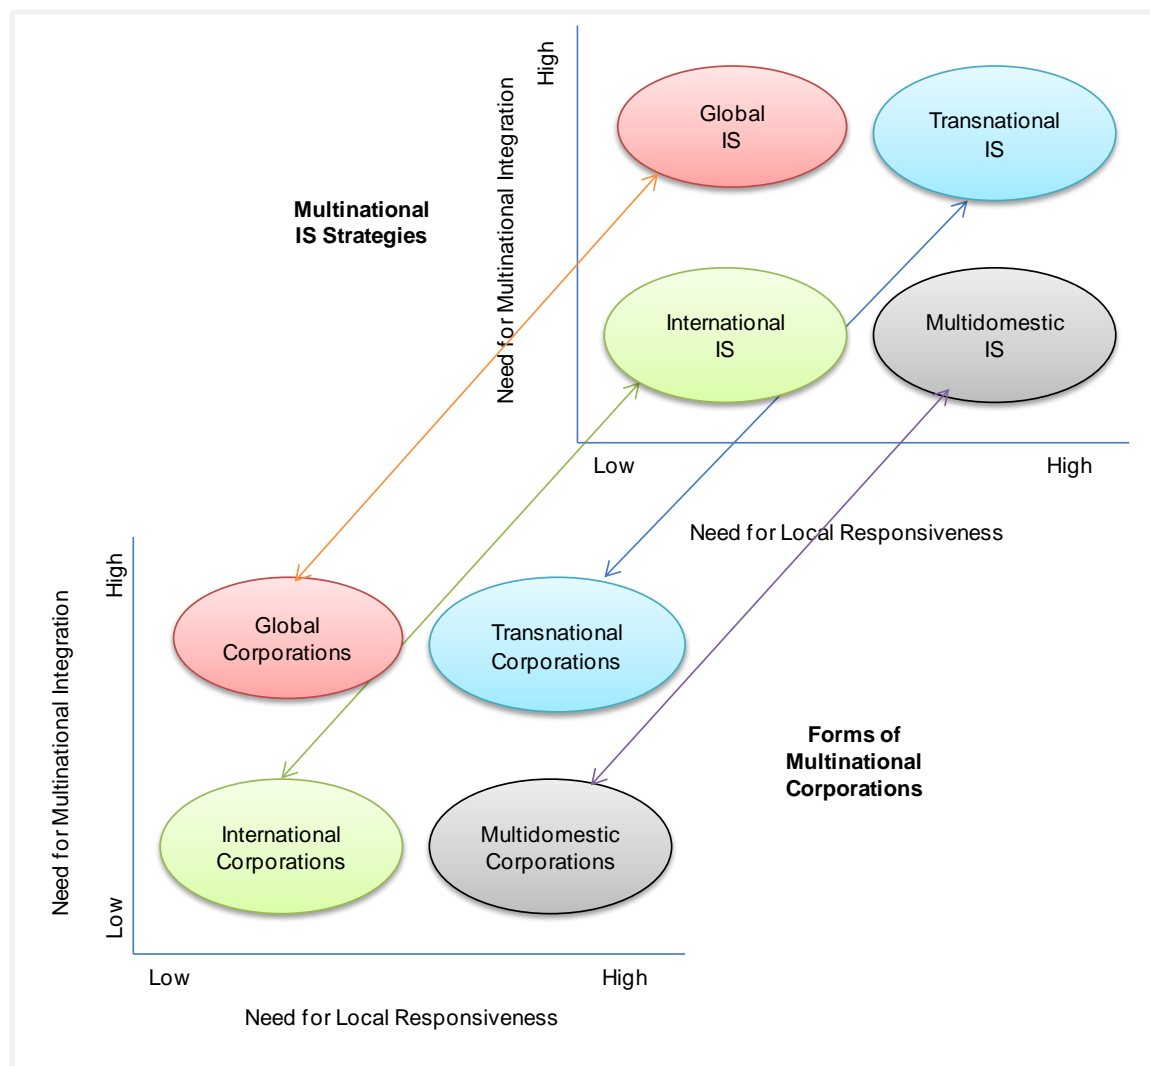 High
Need for Multinational Integration
Global
IS
Transnational
IS
Multinational
IS Strategies
International
IS
Multidomestic
IS
Low
High
Need for Local Responsiveness
High
Need for Multinational Integration
Low
Global
Corporations
Transnational
Corporations
Forms of
Multinational
Corporations
International
Corporations
Multidomestic
Corporations
Low
High
Need for Local Responsiveness